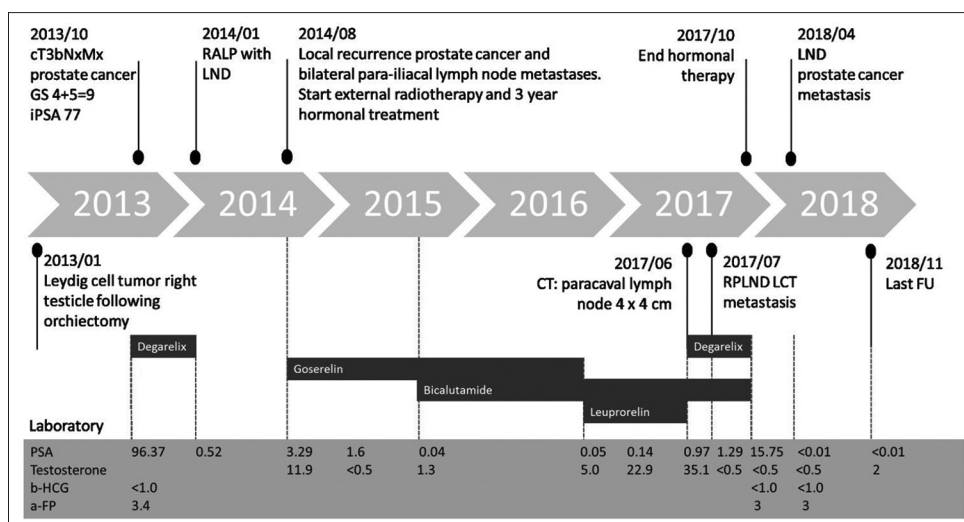 2013/10
cT3bNxMx
prostate cancer
GS 4+5=9
iPSA 77
2014/01
RALP with
LND
2014/08
Local recurrence prostate cancer and
bilateral para-iliacal lymph node metastases.
Start external radiotherapy and 3 year
hormonal treatment
2017/10
End hormonal
therapy
2018/04
LND
prostate cancer
metastasis
2013 2014 2015 2016 2017 2018
2013/01
Leydig cell tumor right
testicle following
orchiectomy
2017/06
CT: paracaval lymph
node 4 x 4 cm
2017/07
RPLND LCT
metastasis
2018/11
Last FU
Degarelix Degarelix
Goserelin
Bicalutamide
Leuprorelin
Laboratory
PSA 96.37 0.52 3.29 1.6 0.04 0.05 0.14 0.97 1.29 15.75 <0.01 <0.01
Testosterone 11.9 <0.5 1.3 5.0 22.9 35.1 <0.5 <0.5 <0.5 2
b-HCG <1.0 <1.0 <1.0
a-FP 3.4 3 3